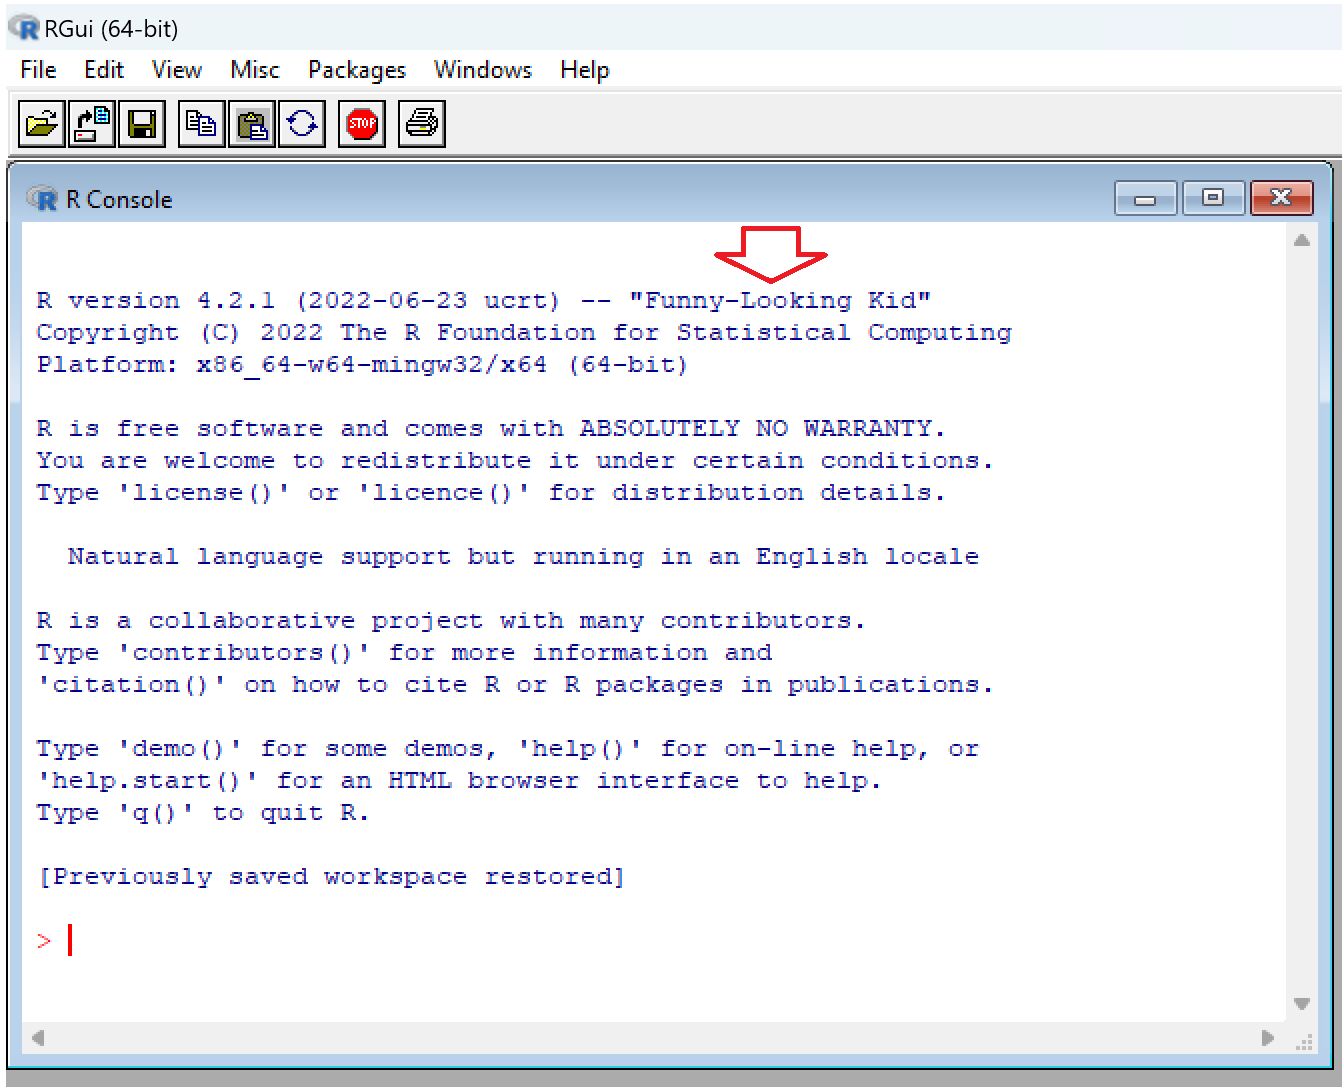 RGui (64-bit)
File Edit View Misc Packages Windows Help
STOP
R Console
R version 4.2.1 (2022-06-23 ucrt) -- "Funny-Looking Kid"
Copyright (C) 2022 The R Foundation for Statistical Computing
Platform: x86_64-w64-mingw32/x64 (64-bit)
R is free software and comes with ABSOLUTELY NO WARRANTY.
You are welcome to redistribute it under certain conditions.
Type 'license()' or 'licence()' for distribution details.
Natural language support but running in an English locale
R is a collaborative project with many contributors.
Type 'contributors()' for more information and
'citation()' on how to cite R or R packages in publications.
Type 'demo()' for some demos, 'help()' for on-line help, or
'help.start()' for an HTML browser interface to help.
Type 'q()' to quit R.
[Previously saved workspace restored]
>